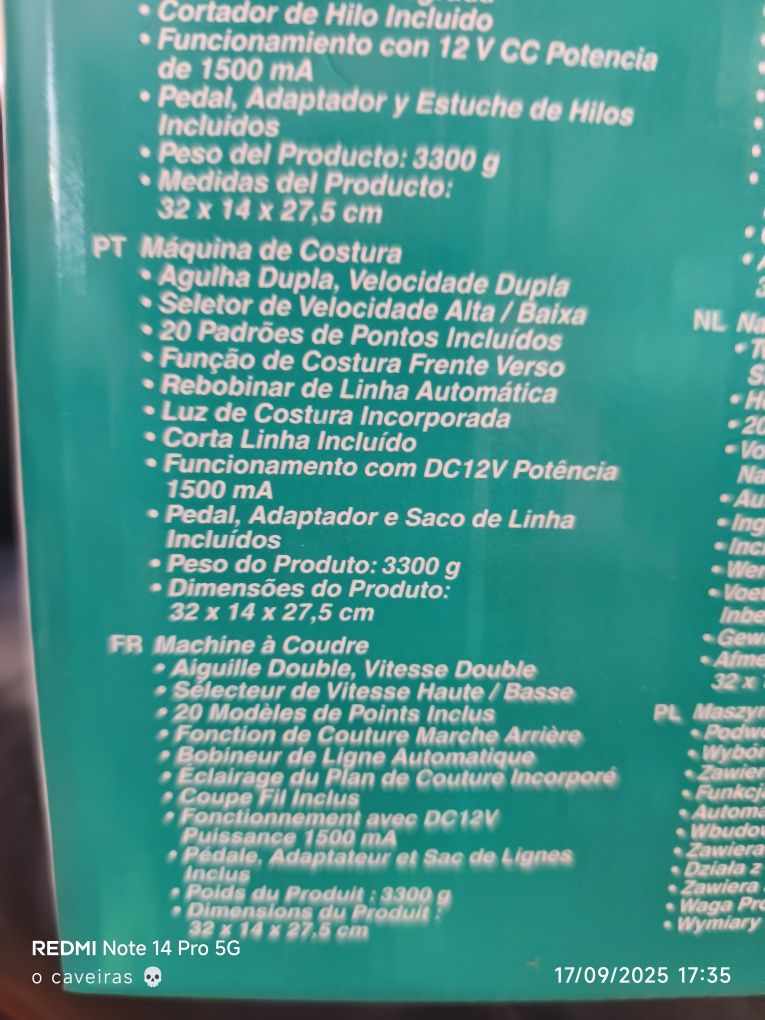 • Cortador de Hilo Incluido
• Funcionamiento con 12 V CC Potencia
de 1500 mA
• Pedal, Adaptador y Estuche de Hilos
Incluídos
• Peso del Producto: 3300 g
• Medidas del Producto:
32 x 14 x 27,5 cm
PT Máquina de Costura
• Agulha Dupla, Velocidade Dupla
• Seletor de Velocidade Alta / Baixa
• 20 Padrões de Pontos Incluídos
• Função de Costura Frente Verso
• Rebobinar de Linha Automática
• Luz de Costura Incorporada
• Corta Linha Incluído
• Funcionamento com DC12V Potência
1500 mA
• Pedal, Adaptador e Saco de Linha
Incluídos
• Peso do Produto: 3300 g
• Dimensões do Produto:
32 x 14 x 27,5 cm
FR Machine à Coudre
• Aiguille Double, Vitesse Double
• Sélecteur de Vitesse Haute / Basse
• 20 Modèles de Points Inclus
• Fonction de Couture Marche Arrière
• Bobineur de Ligne Automatique
• Éclairage du Plan de Couture Incorporé
• Coupe Fil Inclus
• Fonctionnement avec DC12V
Puissance 1500 mA
• Pédale, Adaptateur et Sac de Lignes
Inclus
• Poids du Produit : 3300 g
• Dimensions du Produit :
32 x 14 x 27,5 cm
NL
• 20
32 x
PL
• Zawiera
• Działa z
• Zawiera
• Waga
• Wymiary
REDMI Note 14 Pro 5G
o caveiras 💀
17/09/2025 17:35